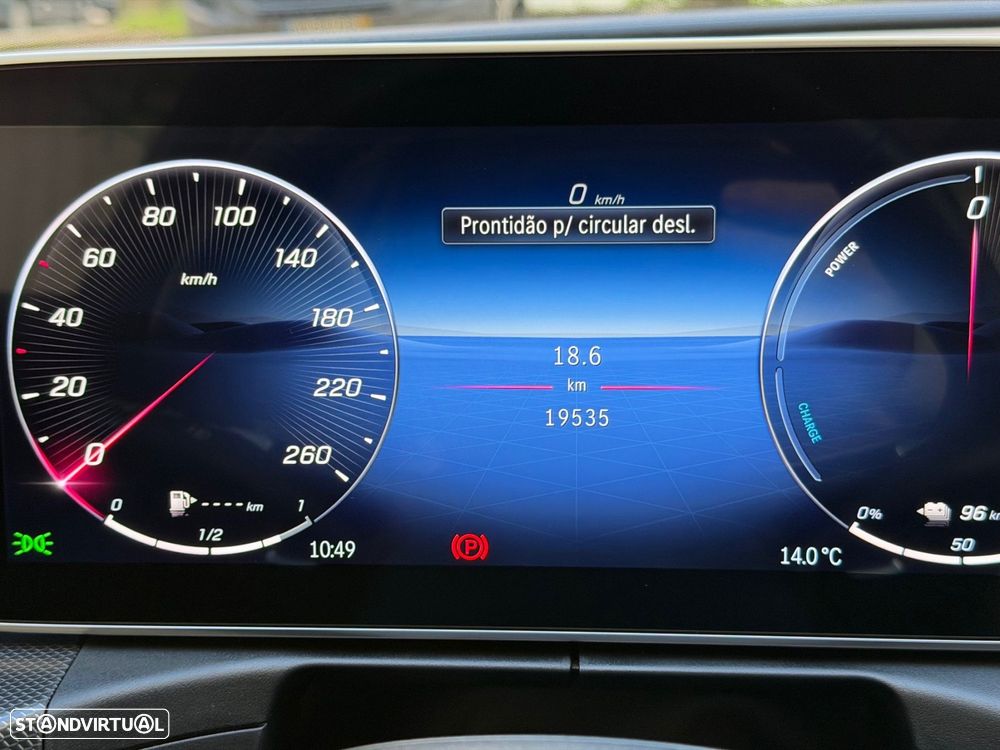 0 km/h
Prontidão p/ circular desl.
80 100
60 140
km/h
40 180
20 220
0 260
0 1/2 1
---- km
10:49
18.6
km
19535
0
POWER
CHARGE
0% 50
96 km
14.0 °C
P
STANDVIRTUAL